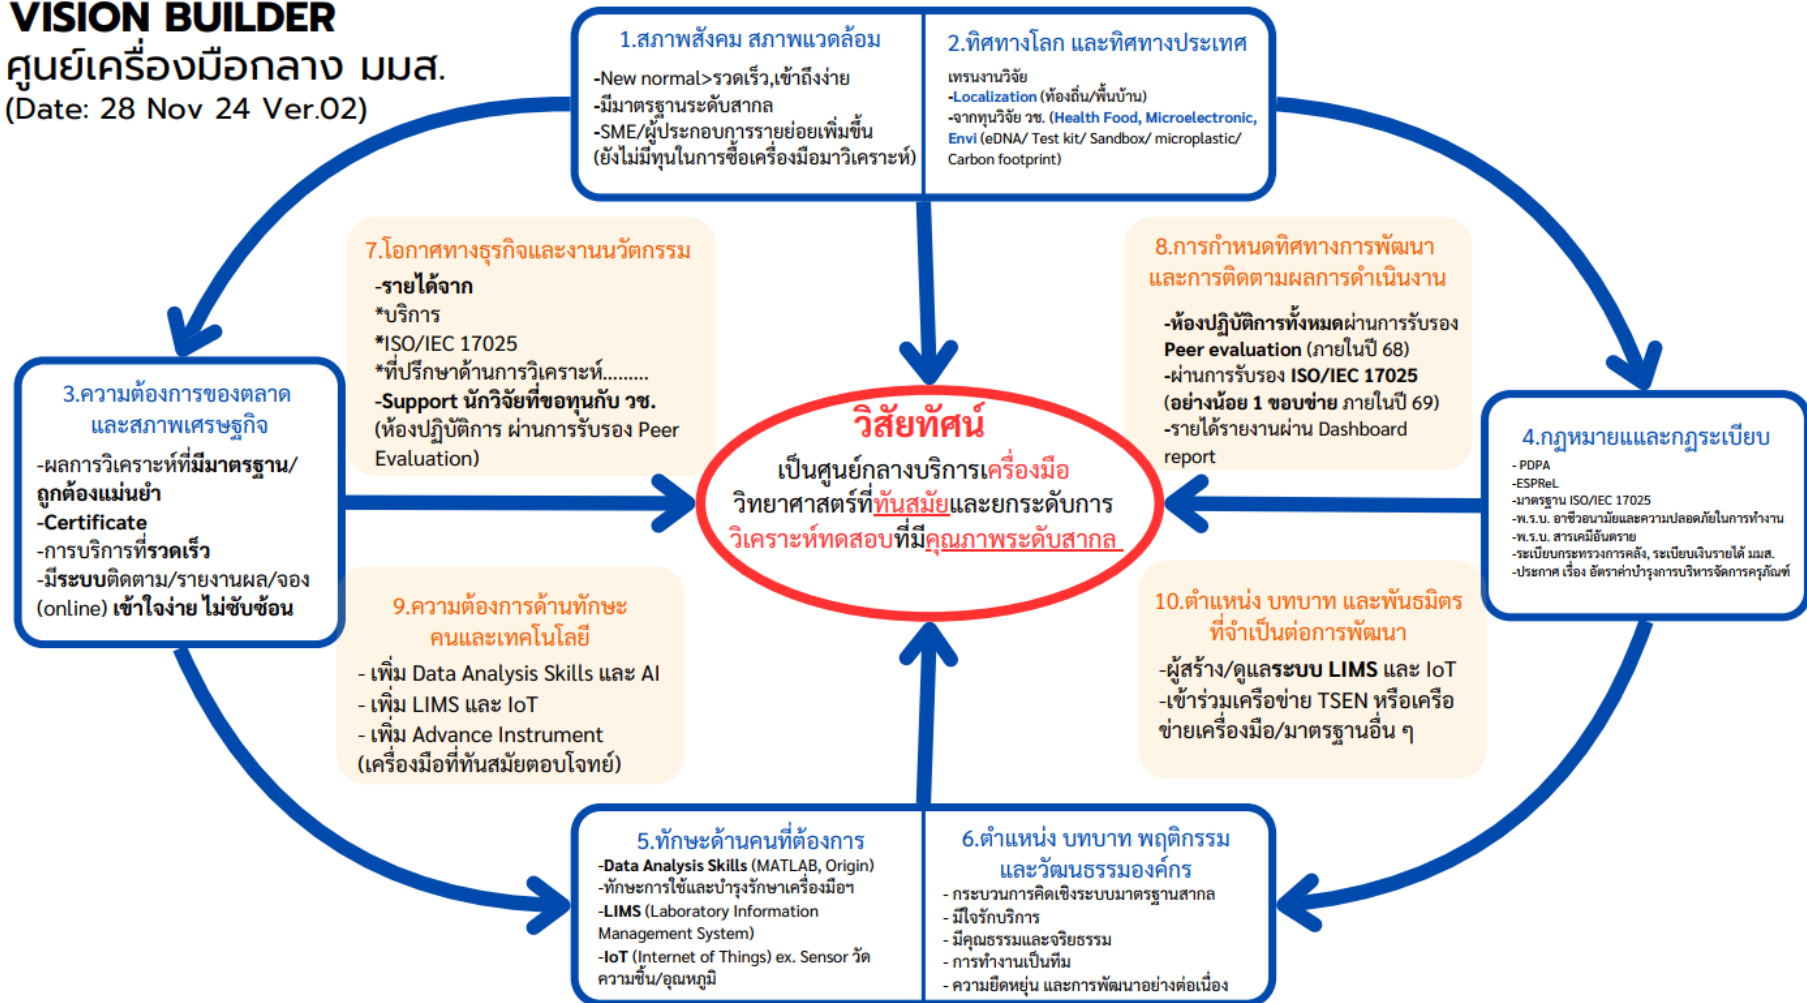 VISION BUILDER
ศูนย์เครื่องมือกลาง มมส.
(Date: 28 Nov 24 Ver.02)
1.สภาพสังคม สภาพแวดล้อม
-New normal>รวดเร็ว,เข้าถึงง่าย
-มีมาตรฐานระดับสากล
-SME/ผู้ประกอบการรายย่อยเพิ่มขึ้น
(ยังไม่มีทุนในการซื้อเครื่องมือมาวิเคราะห์)
2.ทิศทางโลก และทิศทางประเทศ
เทรนงานวิจัย
-Localization (ท้องถิ่น/พื้นบ้าน)
-จากทุนวิจัย วช. (Health Food, Microelectronic,
Envi (eDNA/ Test kit/ Sandbox/ microplastic/
Carbon footprint)
7.โอกาสทางธุรกิจและงานนวัตกรรม
-รายได้จาก
*บริการ
*ISO/IEC 17025
*ที่ปรึกษาด้านการวิเคราะห์.........
-Support นักวิจัยที่ขอทุนกับ วช.
(ห้องปฏิบัติการ ผ่านการรับรอง Peer
Evaluation)
8.การกำหนดทิศทางการพัฒนา
และการติดตามผลการดำเนินงาน
-ห้องปฏิบัติการทั้งหมดผ่านการรับรอง
Peer evaluation (ภายในปี 68)
-ผ่านการรับรอง ISO/IEC 17025
(อย่างน้อย 1 ขอบข่าย ภายในปี 69)
-รายได้รายงานผ่าน Dashboard
report
3.ความต้องการของตลาด
และสภาพเศรษฐกิจ
-ผลการวิเคราะห์ที่มีมาตรฐาน/
ถูกต้องแม่นยำ
-Certificate
-การบริการที่รวดเร็ว
-มีระบบติดตาม/รายงานผล/จอง
(online) เข้าใจง่าย ไม่ซับซ้อน
วิสัยทัศน์
เป็นศูนย์กลางบริการเครื่องมือ
วิทยาศาสตร์ที่ทันสมัยและยกระดับการ
วิเคราะห์ทดสอบที่มีคุณภาพระดับสากล
4.กฎหมายแและกฎระเบียบ
- PDPA
-ESPReL
-มาตรฐาน ISO/IEC 17025
-พ.ร.บ. อาชีวอนามัยและความปลอดภัยในการทำงาน
-พ.ร.บ. สารเคมีอันตราย
-ระเบียบกระทรวงการคลัง, ระเบียบเงินรายได้ มมส.
-ประกาศ เรื่อง อัตราค่าบำรุงการบริหารจัดการครุภัณฑ์
9.ความต้องการด้านทักษะ
คนและเทคโนโลยี
- เพิ่ม Data Analysis Skills และ AI
- เพิ่ม LIMS และ IoT
- เพิ่ม Advance Instrument
(เครื่องมือที่ทันสมัยตอบโจทย์)
10.ตำแหน่ง บทบาท และพันธมิตร
ที่จำเป็นต่อการพัฒนา
-ผู้สร้าง/ดูแลระบบ LIMS และ IoT
-เข้าร่วมเครือข่าย TSEN หรือเครือ
ข่ายเครื่องมือ/มาตรฐานอื่น ๆ
5.ทักษะด้านคนที่ต้องการ
-Data Analysis Skills (MATLAB, Origin)
-ทักษะการใช้และบำรุงรักษาเครื่องมือฯ
-LIMS (Laboratory Information
Management System)
-IoT (Internet of Things) ex. Sensor วัด
ความชื้น/อุณหภูมิ
6.ตำแหน่ง บทบาท พฤติกรรม
และวัฒนธรรมองค์กร
- กระบวนการคิดเชิงระบบมาตรฐานสากล
- มีใจรักบริการ
- มีคุณธรรมและจริยธรรม
- การทำงานเป็นทีม
- ความยืดหยุ่น และการพัฒนาอย่างต่อเนื่อง